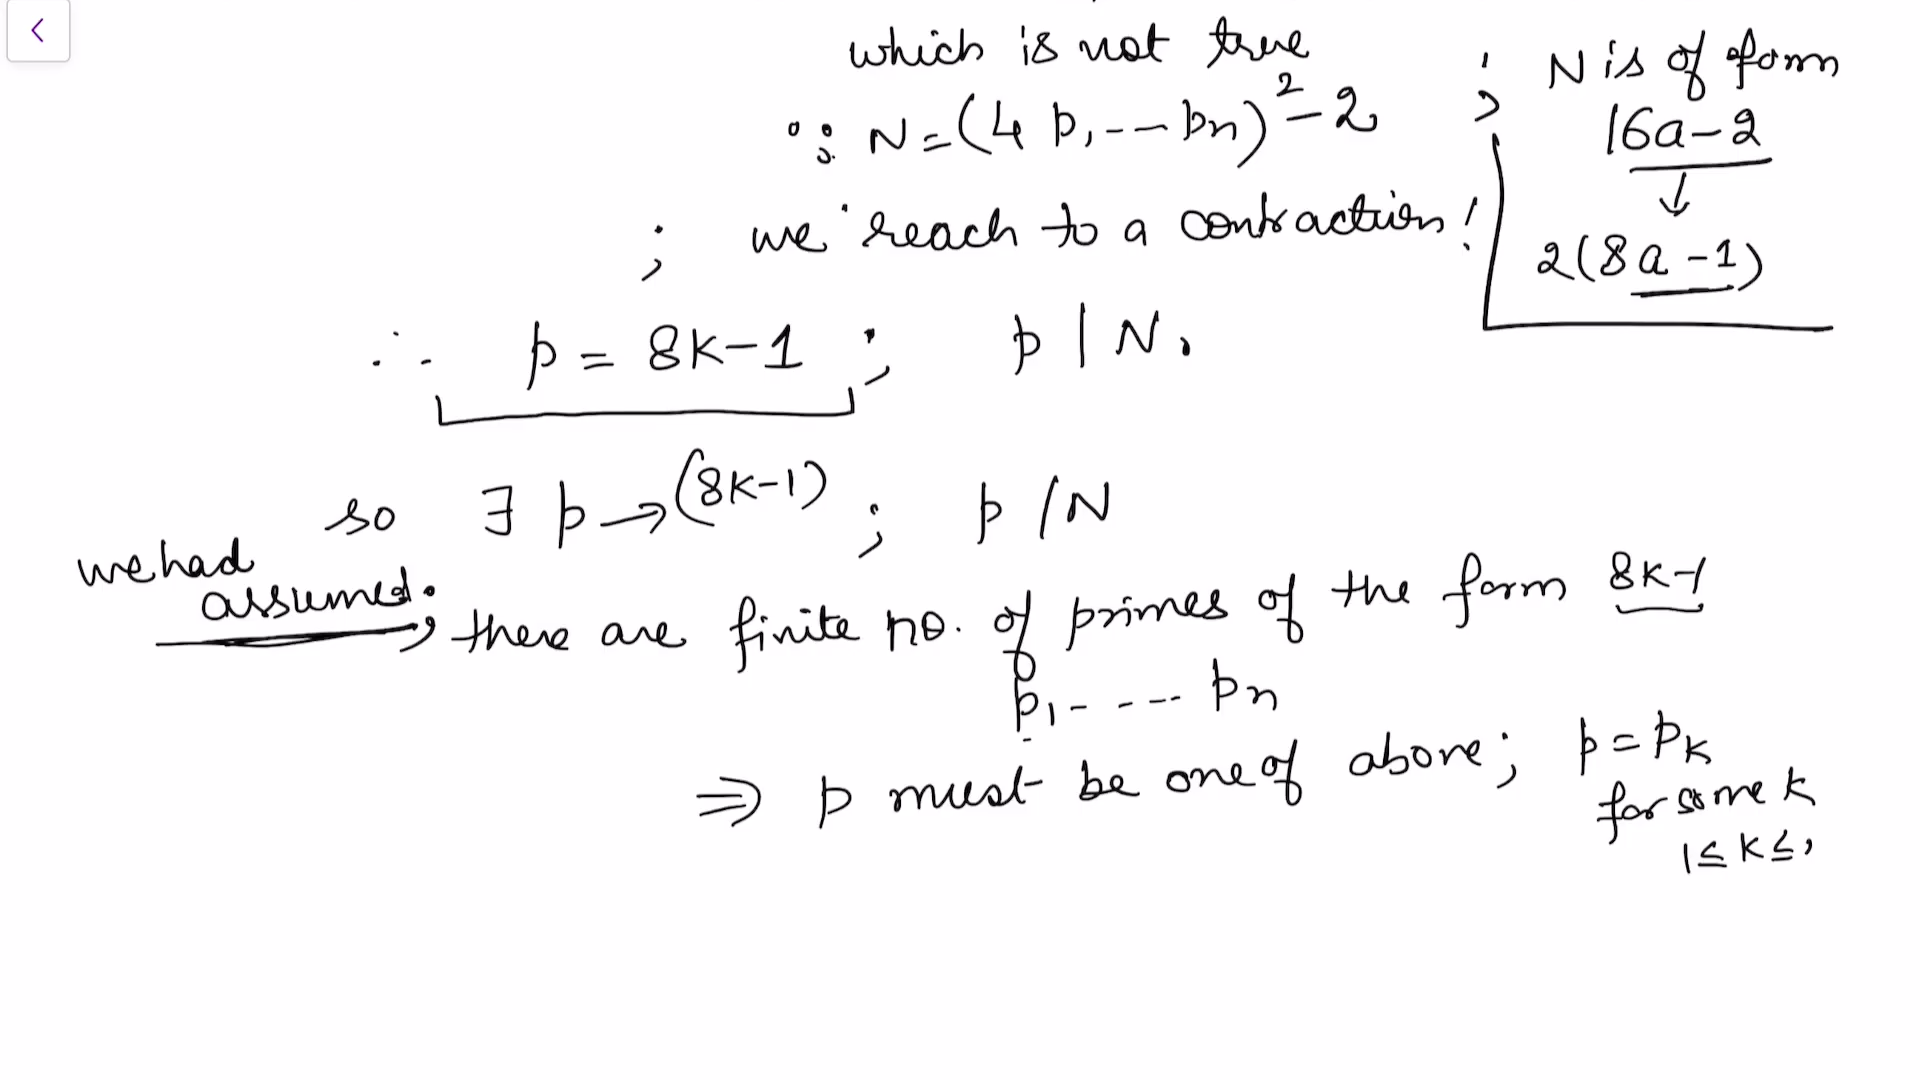 which is not true
∵ N = (4 p₁ --- pₙ)² - 2
; we reach to a contraction!
; N is of form
16a - 2
↓
2(8a - 1)
∴ p = 8k - 1 ; p | N.
so ∃ p → (8k-1) ; p / N
we had
assumed; there are finite no. of primes of the form 8k-1
p₁ - - --- pₙ
⇒ p must be one of above; p = pₖ
for some k
1 ≤ k ≤